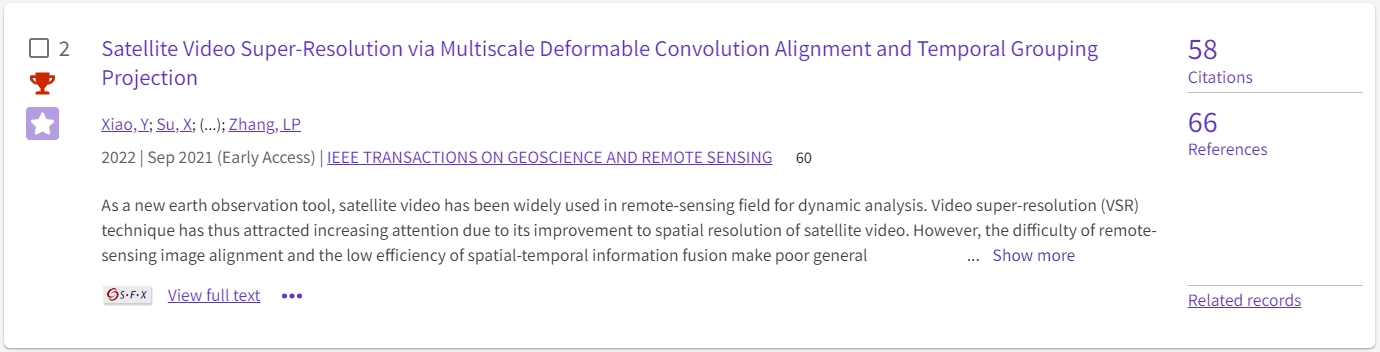 2
Satellite Video Super-Resolution via Multiscale Deformable Convolution Alignment and Temporal Grouping
Projection
Xiao, Y; Su, X; (...); Zhang, LP
2022 | Sep 2021 (Early Access) | IEEE TRANSACTIONS ON GEOSCIENCE AND REMOTE SENSING 60
As a new earth observation tool, satellite video has been widely used in remote-sensing field for dynamic analysis. Video super-resolution (VSR)
technique has thus attracted increasing attention due to its improvement to spatial resolution of satellite video. However, the difficulty of remote-
sensing image alignment and the low efficiency of spatial-temporal information fusion make poor general ... Show more
S·F·X View full text •••
58
Citations
66
References
Related records